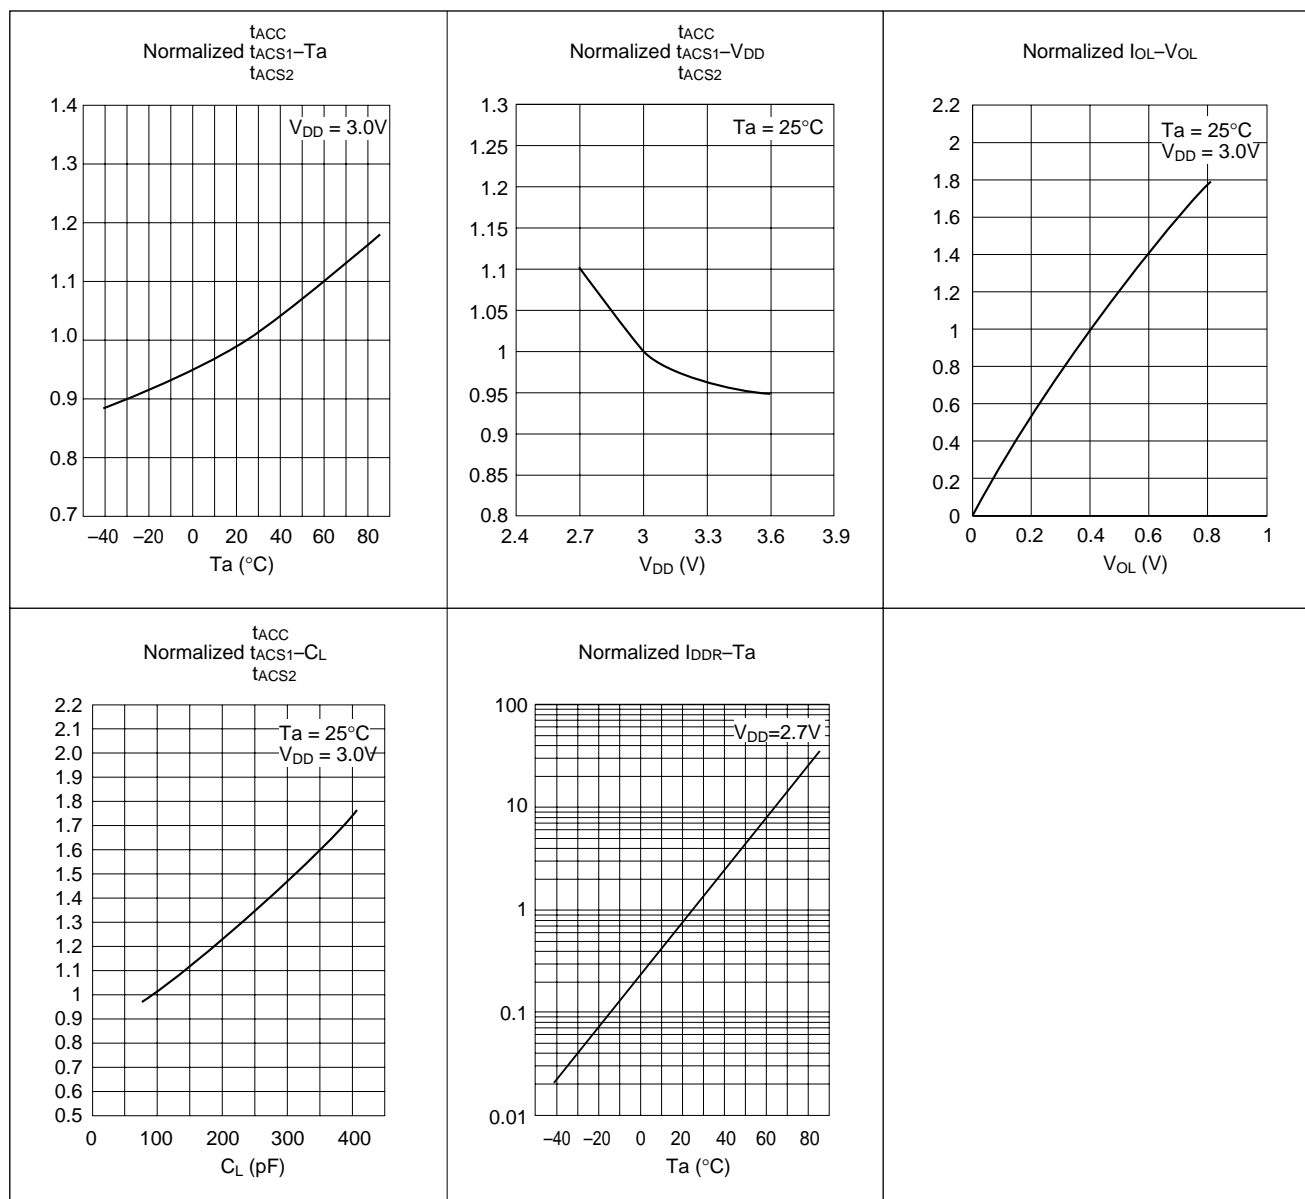 tACC
Normalized tACS1–Ta
tACS2
1.4
1.3
1.2
1.1
1.0
0.9
0.8
0.7
VDD = 3.0V
–40 –20 0 20 40 60 80
Ta (°C)
tACC
Normalized tACS1–VDD
tACS2
1.3
1.25
1.2
1.15
1.1
1.05
1
0.95
0.9
0.85
0.8
Ta = 25°C
2.4 2.7 3 3.3 3.6 3.9
VDD (V)
Normalized IOL–VOL
2.2
2
1.8
1.6
1.4
1.2
1
0.8
0.6
0.4
0.2
0
Ta = 25°C
VDD = 3.0V
0 0.2 0.4 0.6 0.8 1
VOL (V)
tACC
Normalized tACS1–CL
tACS2
2.2
2.1
2.0
1.9
1.8
1.7
1.6
1.5
1.4
1.3
1.2
1.1
1
0.9
0.8
0.7
0.6
0.5
Ta = 25°C
VDD = 3.0V
0 100 200 300 400
CL (pF)
Normalized IDDR–Ta
100
10
1
0.1
0.01
VDD=2.7V
–40 –20 0 20 40 60 80
Ta (°C)